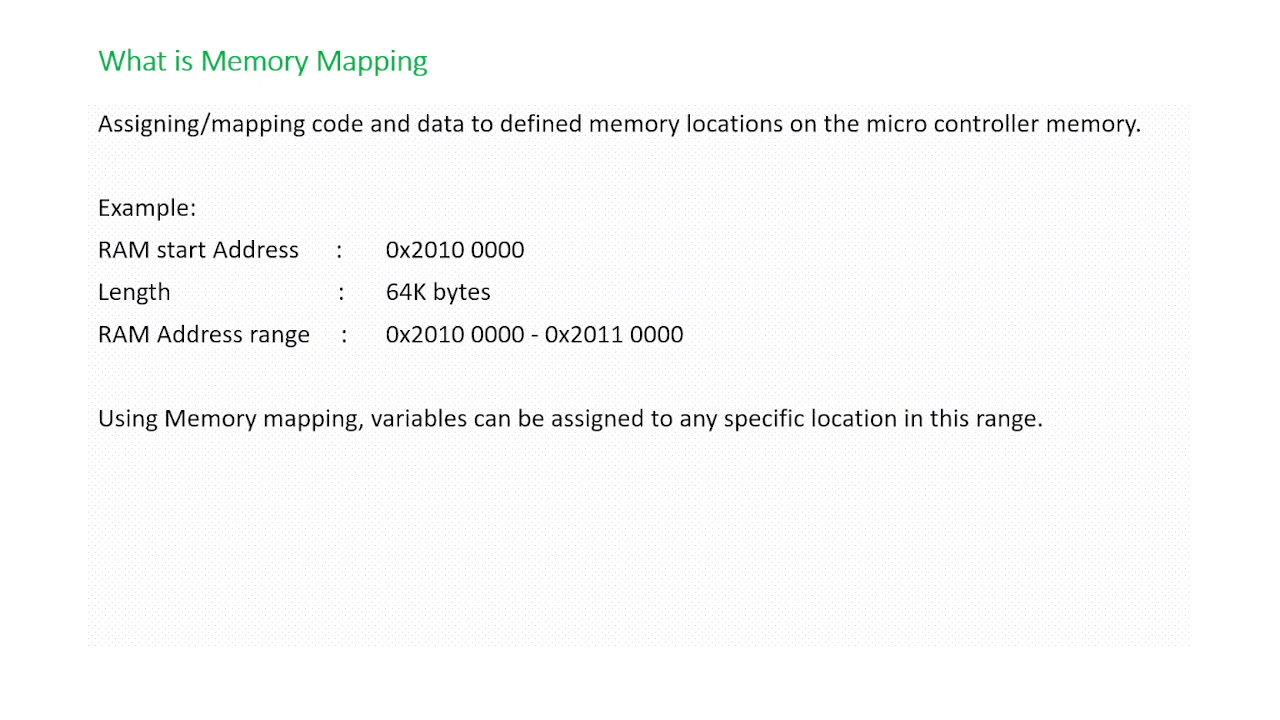 What is Memory Mapping
Assigning/mapping code and data to defined memory locations on the micro controller memory.
Example:
RAM start Address : 0x2010 0000
Length : 64K bytes
RAM Address range : 0x2010 0000 - 0x2011 0000
Using Memory mapping, variables can be assigned to any specific location in this range.